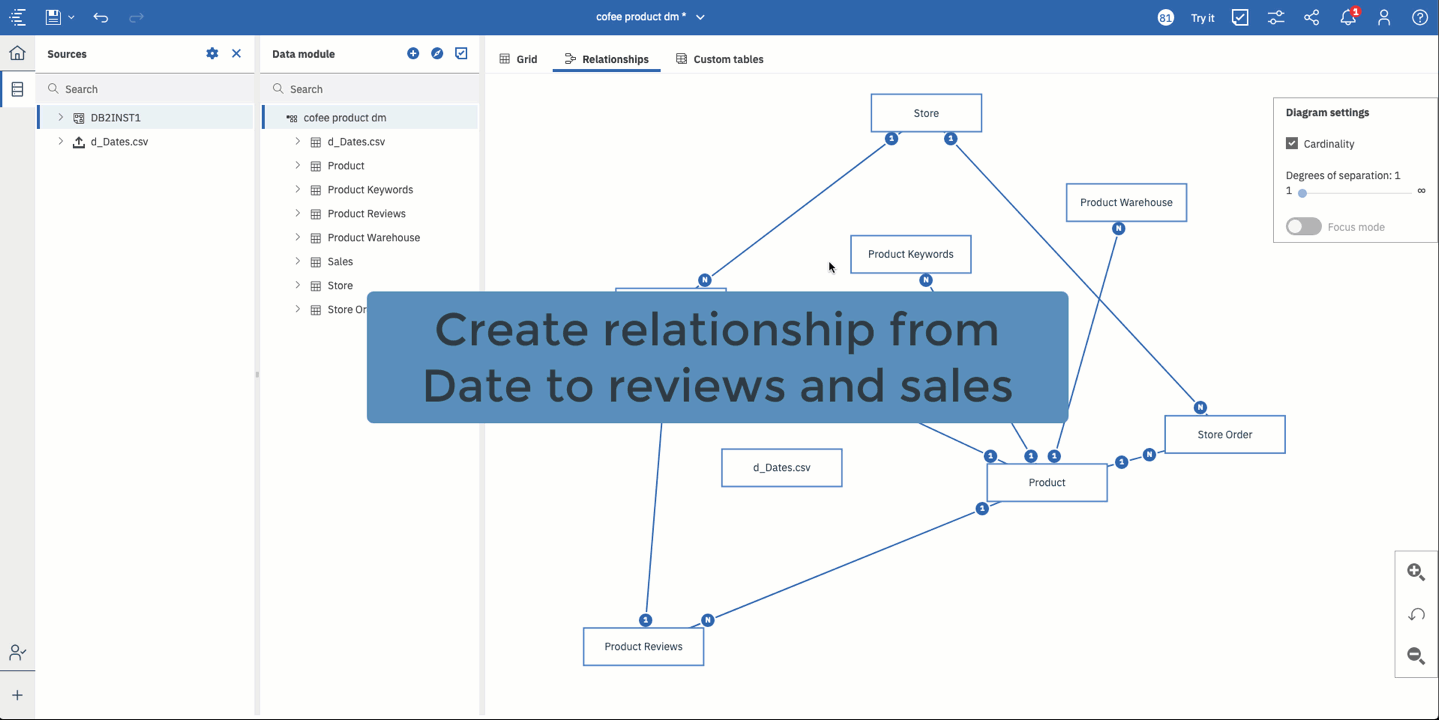 cofee product dm *
81
Try it
1
Sources
Data module
Grid
Relationships
Custom tables
Search
Search
DB2INST1
d_Dates.csv
cofee product dm
d_Dates.csv
Product
Product Keywords
Product Reviews
Product Warehouse
Sales
Store
Store Or
Store
1
1
Product Warehouse
N
Product Keywords
N
N
Create relationship from
Date to reviews and sales
N
Store Order
1
1
1
1
N
d_Dates.csv
Product
1
1
N
Product Reviews
Diagram settings
Cardinality
Degrees of separation: 1
1
∞
Focus mode